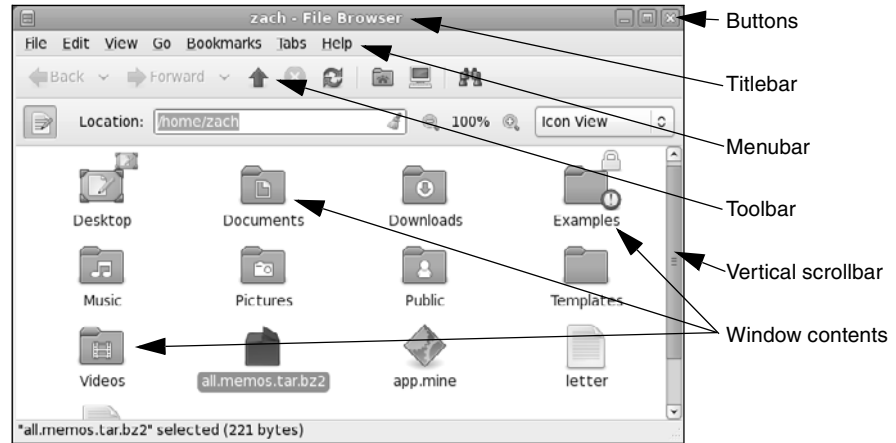 zach - File Browser
Buttons
File Edit View Go Bookmarks Tabs Help
Back Forward
Titlebar
Location: /home/zach 100% Icon View
Menubar
Desktop Documents Downloads Examples
Toolbar
Music Pictures Public Templates
Vertical scrollbar
Window contents
Videos all.memos.tar.bz2 app.mine letter
"all.memos.tar.bz2" selected (221 bytes)